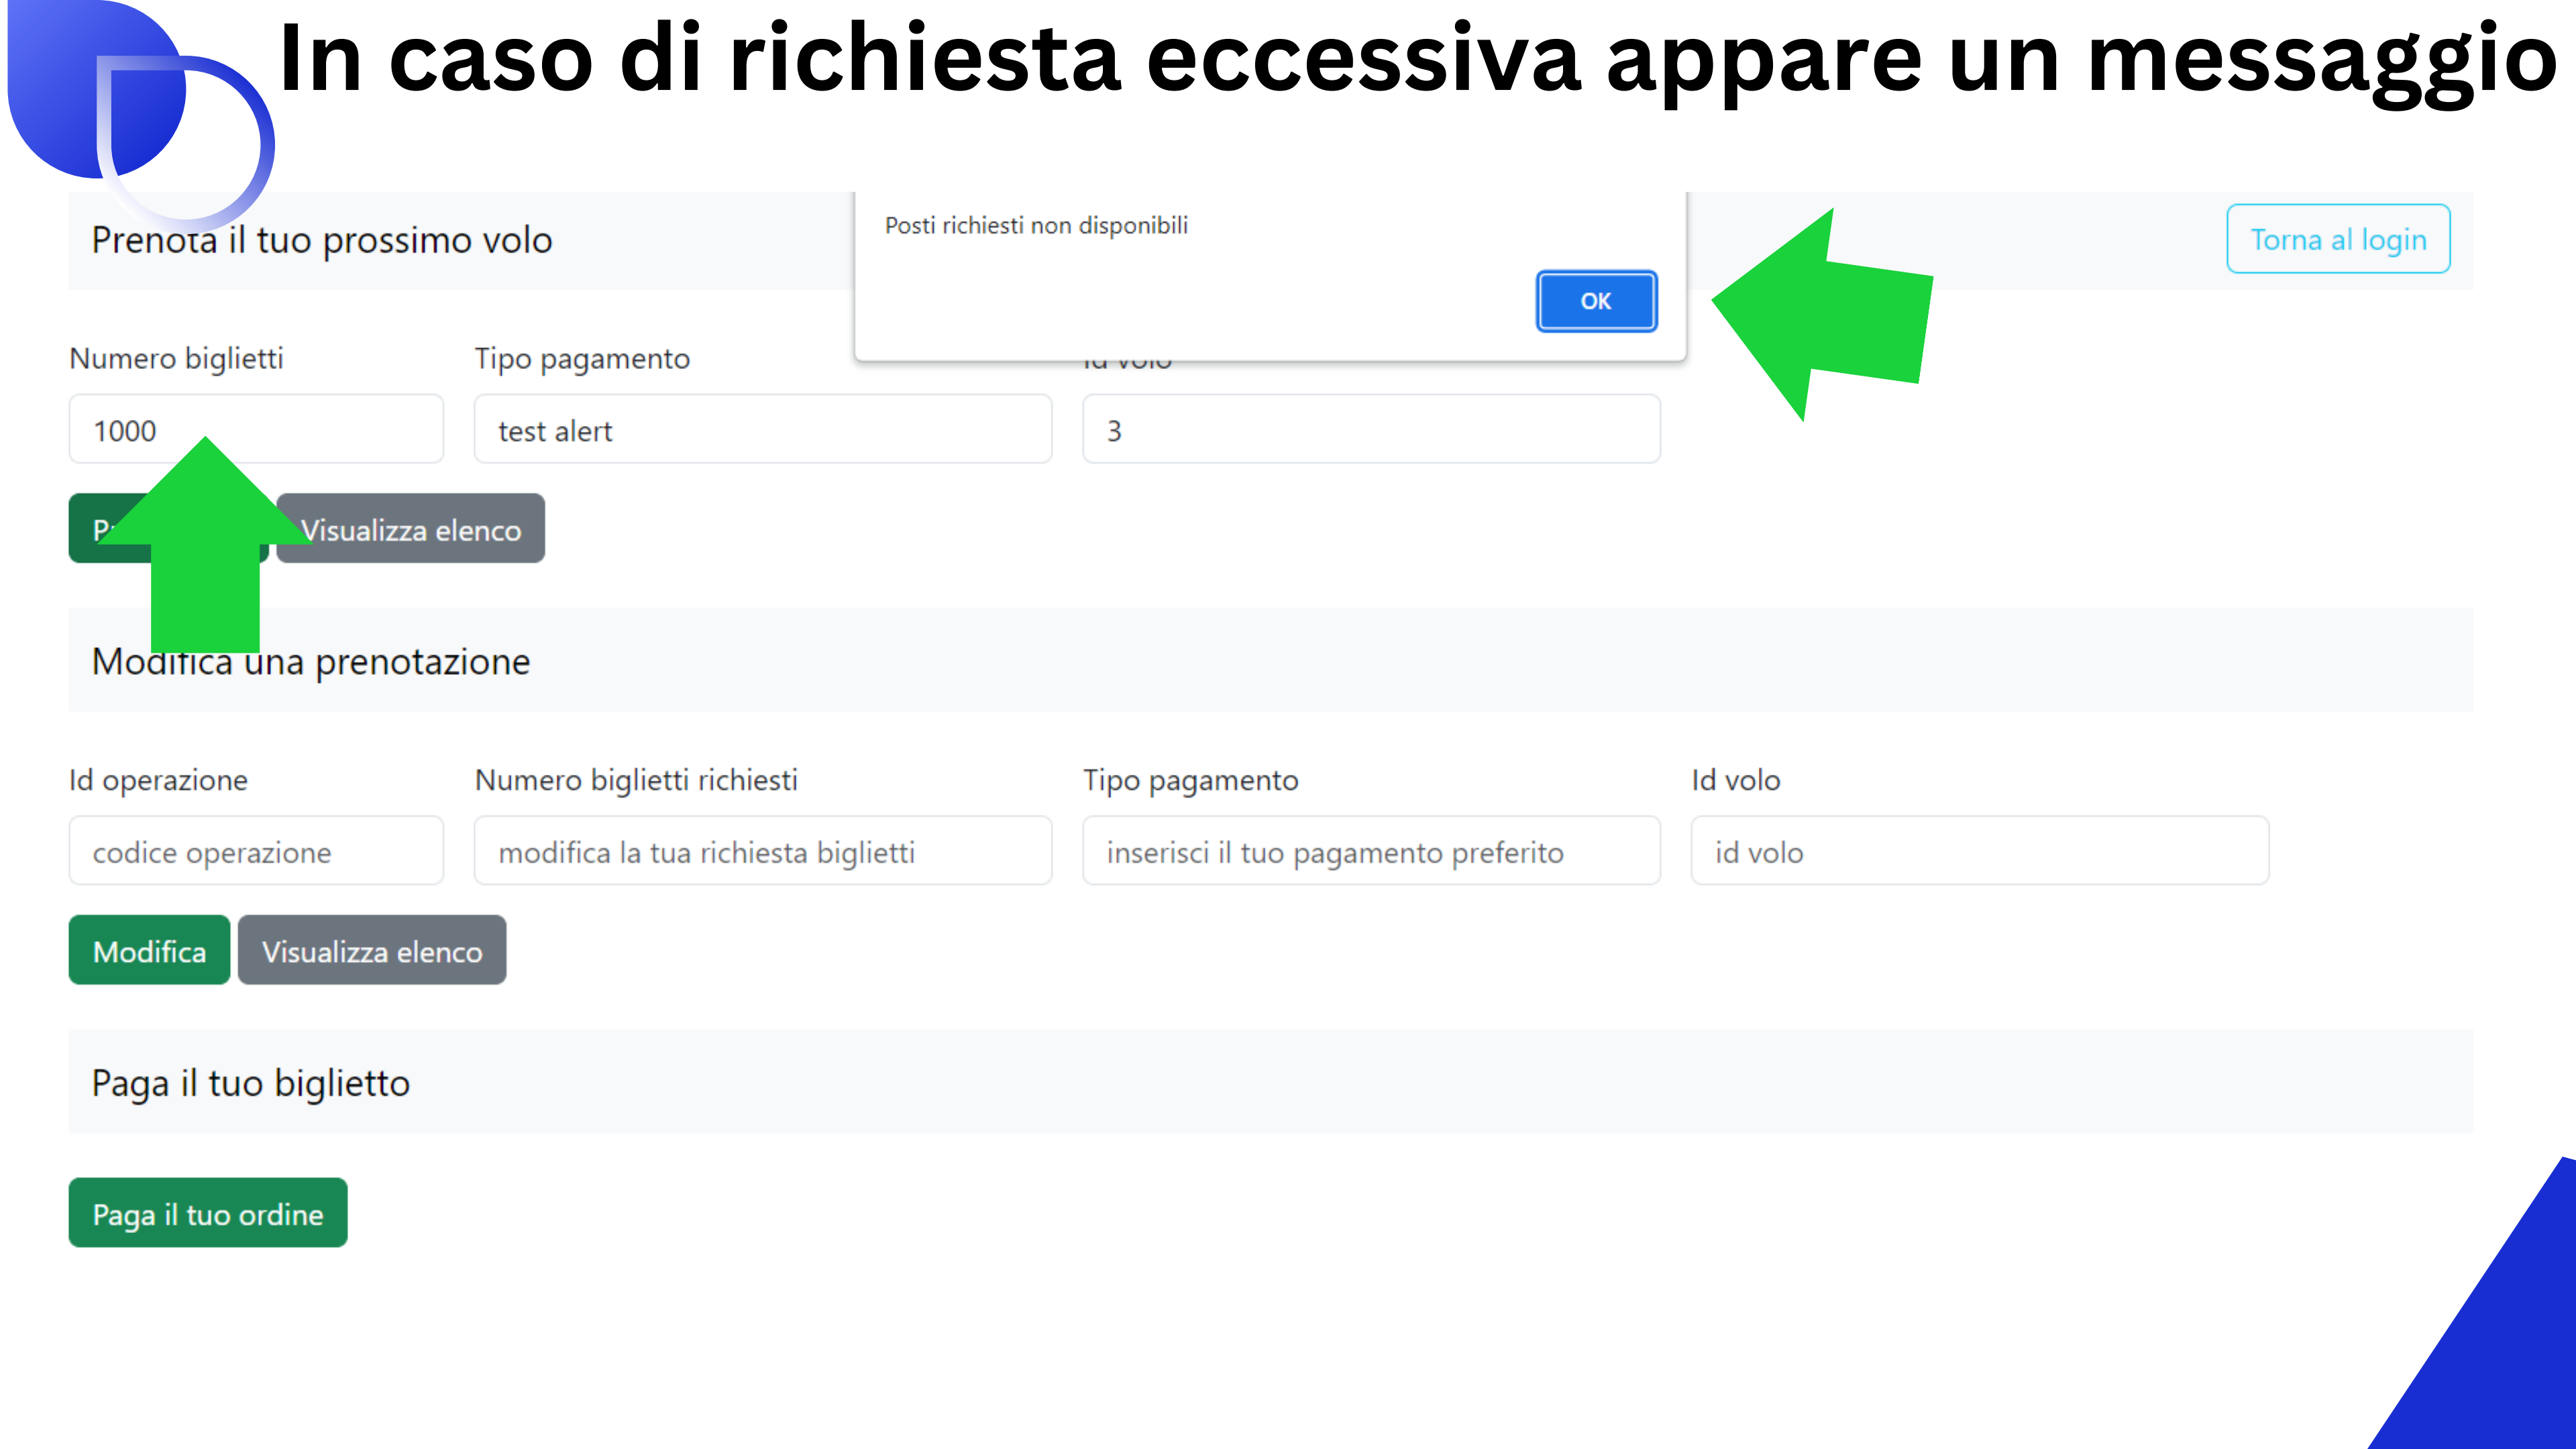 In caso di richiesta eccessiva appare un messaggio
Posti richiesti non disponibili
OK
Prenota il tuo prossimo volo
Torna al login
Numero biglietti
Tipo pagamento
Id volo
1000
test alert
3
Visualizza elenco
Modifica una prenotazione
Id operazione
Numero biglietti richiesti
Tipo pagamento
Id volo
codice operazione
modifica la tua richiesta biglietti
inserisci il tuo pagamento preferito
id volo
Modifica
Visualizza elenco
Paga il tuo biglietto
Paga il tuo ordine